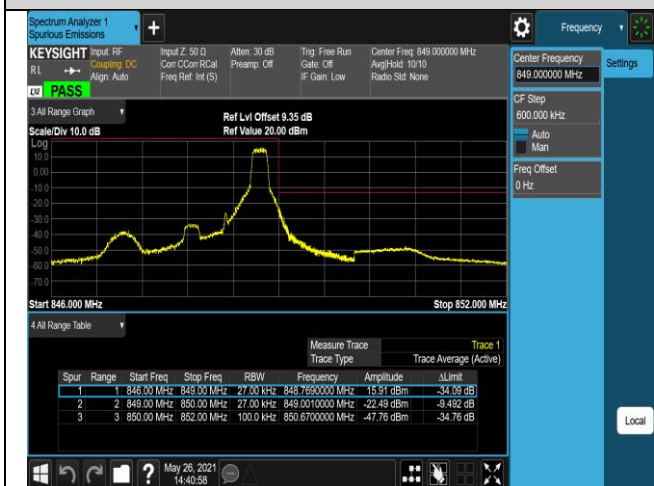 Spectrum Analyzer 1
Spurious Emissions
+
Frequency
KEYSIGHT
RL
LXI
PASS
Input: RF
Coupling: DC
Align: Auto
Input Z: 50 Ω
Corr CCorr RCal
Freq Ref: Int (S)
Atten: 30 dB
Preamp: Off
Trig: Free Run
Gate: Off
IF Gain: Low
Center Freq: 849.000000 MHz
Avg|Hold: 10/10
Radio Std: None
Center Frequency
849.000000 MHz
Settings
CF Step
600.000 kHz
Auto
Man
Freq Offset
0 Hz
3 All Range Graph
Scale/Div 10.0 dB
Ref Lvl Offset 9.35 dB
Ref Value 20.00 dBm
Log
10.0
0.00
-10.0
-20.0
-30.0
-40.0
-50.0
-60.0
-70.0
Start 846.000 MHz Stop 852.000 MHz
4 All Range Table
Measure Trace Trace 1
Trace Type Trace Average (Active)
Spur Range Start Freq Stop Freq RBW Frequency Amplitude ΔLimit
1 1 846.00 MHz 849.00 MHz 27.00 kHz 848.7690000 MHz 15.91 dBm -34.09 dB
2 2 849.00 MHz 850.00 MHz 27.00 kHz 849.0010000 MHz -22.49 dBm -9.492 dB
3 3 850.00 MHz 852.00 MHz 100.0 kHz 850.6700000 MHz -47.76 dBm -34.76 dB
Local
?
May 26, 2021
14:40:58